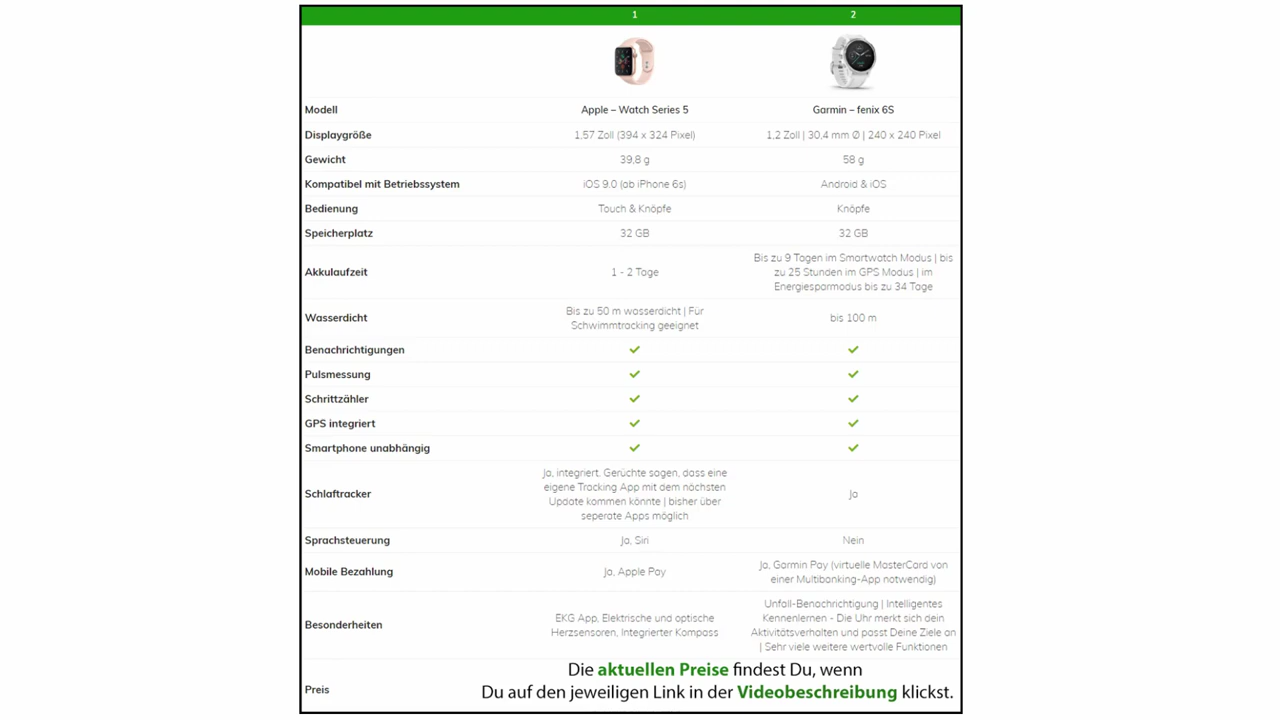 1 2
Modell Apple – Watch Series 5 Garmin – fenix 6S
Displaygröße 1,57 Zoll (394 x 324 Pixel) 1,2 Zoll | 30,4 mm Ø | 240 x 240 Pixel
Gewicht 39,8 g 58 g
Kompatibel mit Betriebssystem iOS 9.0 (ab iPhone 6s) Android & iOS
Bedienung Touch & Knöpfe Knöpfe
Speicherplatz 32 GB 32 GB
Akkulaufzeit 1 - 2 Tage
Bis zu 9 Tagen im Smartwatch Modus | bis
zu 25 Stunden im GPS Modus | im
Energiesparmodus bis zu 34 Tage
Wasserdicht
Bis zu 50 m wasserdicht | Für
Schwimmtracking geeignet
bis 100 m
Benachrichtigungen
Pulsmessung
Schrittzähler
GPS integriert
Smartphone unabhängig
Schlaftracker
Ja, integriert. Gerüchte sagen, dass eine
eigene Tracking App mit dem nächsten
Update kommen könnte | bisher über
seperate Apps möglich
Ja
Sprachsteuerung Ja, Siri Nein
Mobile Bezahlung Ja, Apple Pay
Ja, Garmin Pay (virtuelle MasterCard von
einer Multibanking-App notwendig)
Besonderheiten
EKG App, Elektrische und optische
Herzsensoren, Integrierter Kompass
Unfall-Benachrichtigung | Intelligentes
Kennenlernen - Die Uhr merkt sich dein
Aktivitätsverhalten und passt Deine Ziele an
| Sehr viele weitere wertvolle Funktionen
Preis
Die aktuellen Preise findest Du, wenn
Du auf den jeweiligen Link in der Videobeschreibung klickst.